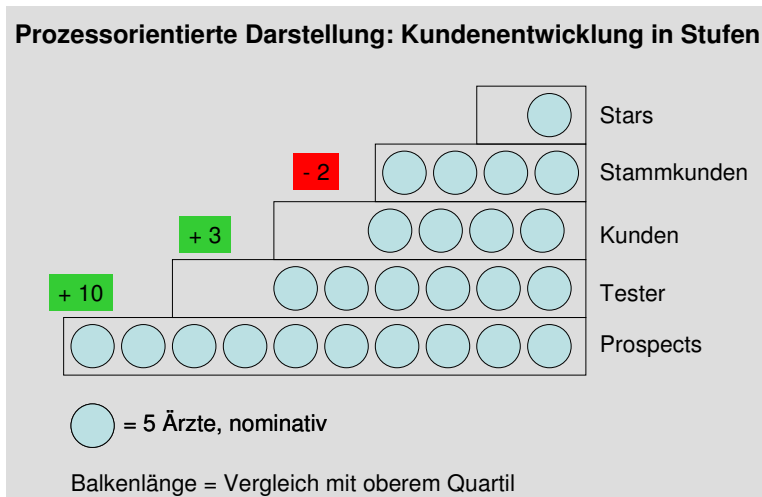 Prozessorientierte Darstellung: Kundenentwicklung in Stufen
Stars
- 2
Stammkunden
+ 3
Kunden
+ 10
Tester
Prospects
= 5 Ärzte, nominativ
Balkenlänge = Vergleich mit oberem Quartil